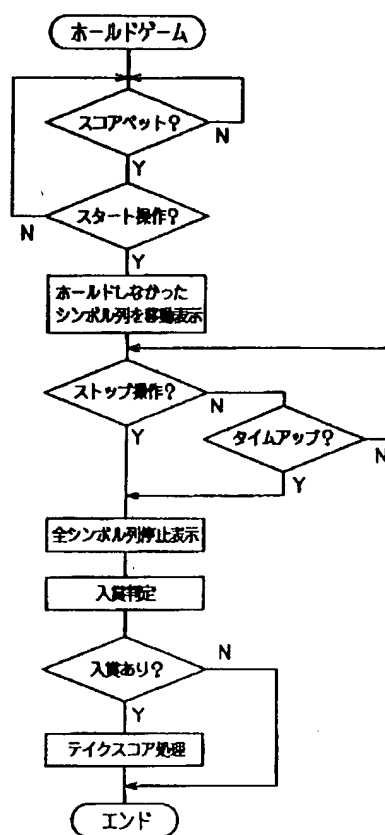 ホールドゲーム
スコアベット?
N
Y
スタート操作?
N
Y
ホールドしなかった
シンボル列を移動表示
ストップ操作?
N
Y
タイムアップ?
N
Y
全シンボル列停止表示
入賞判定
入賞あり?
N
Y
テイクスコア処理
エンド